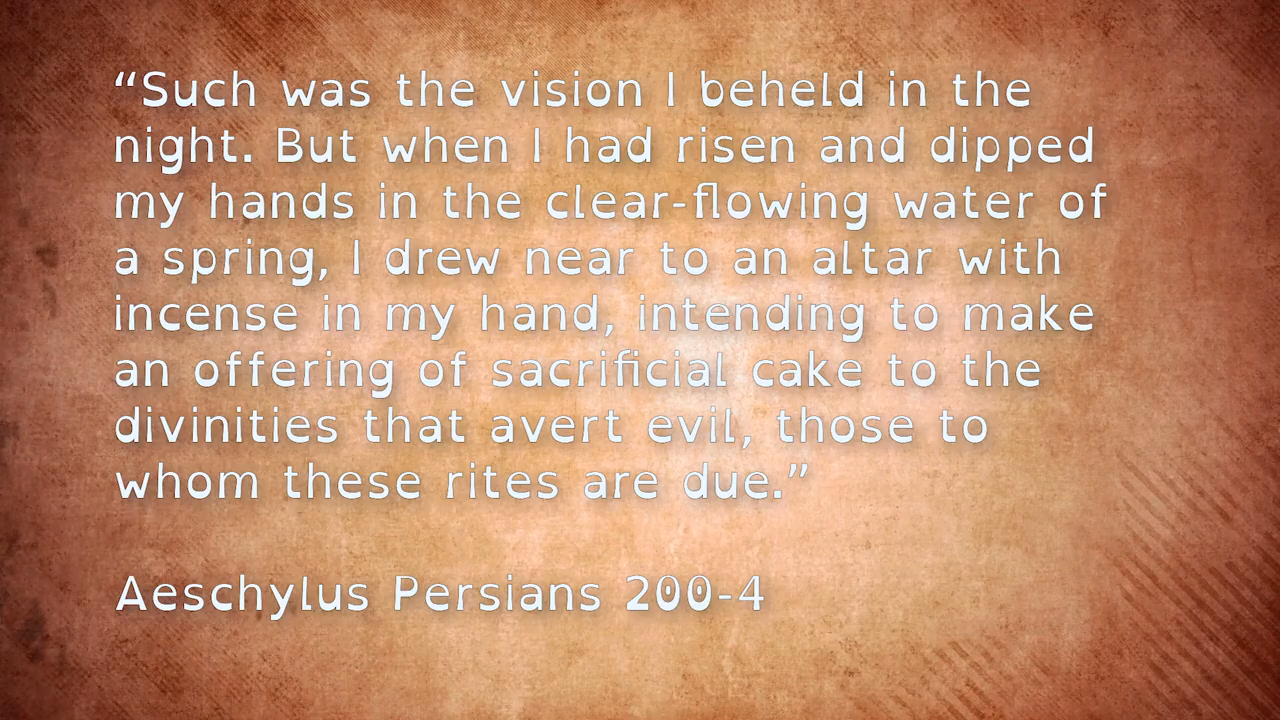 “Such was the vision I beheld in the
night. But when I had risen and dipped
my hands in the clear-flowing water of
a spring, I drew near to an altar with
incense in my hand, intending to make
an offering of sacrificial cake to the
divinities that avert evil, those to
whom these rites are due.”
Aeschylus Persians 200-4